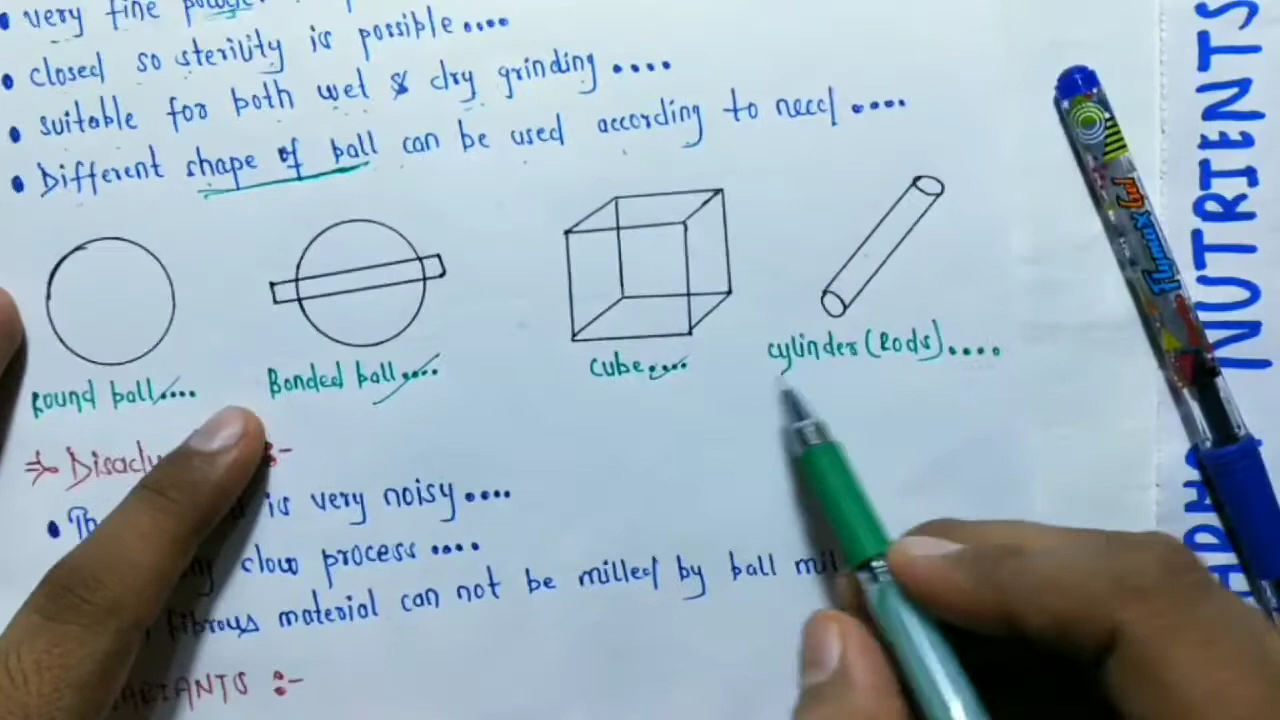 • very fine
• closed so sterility is possible....
• suitable for both wet & dry grinding....
• Different shape of ball can be used according to need....
Round ball....
Bonded ball....
cube....
cylinder (Rods)....
⇒ :-
• is very noisy....
slow process....
fibrous material can not be milled by ball
:-
Flymax Gel
NUTRIENTS